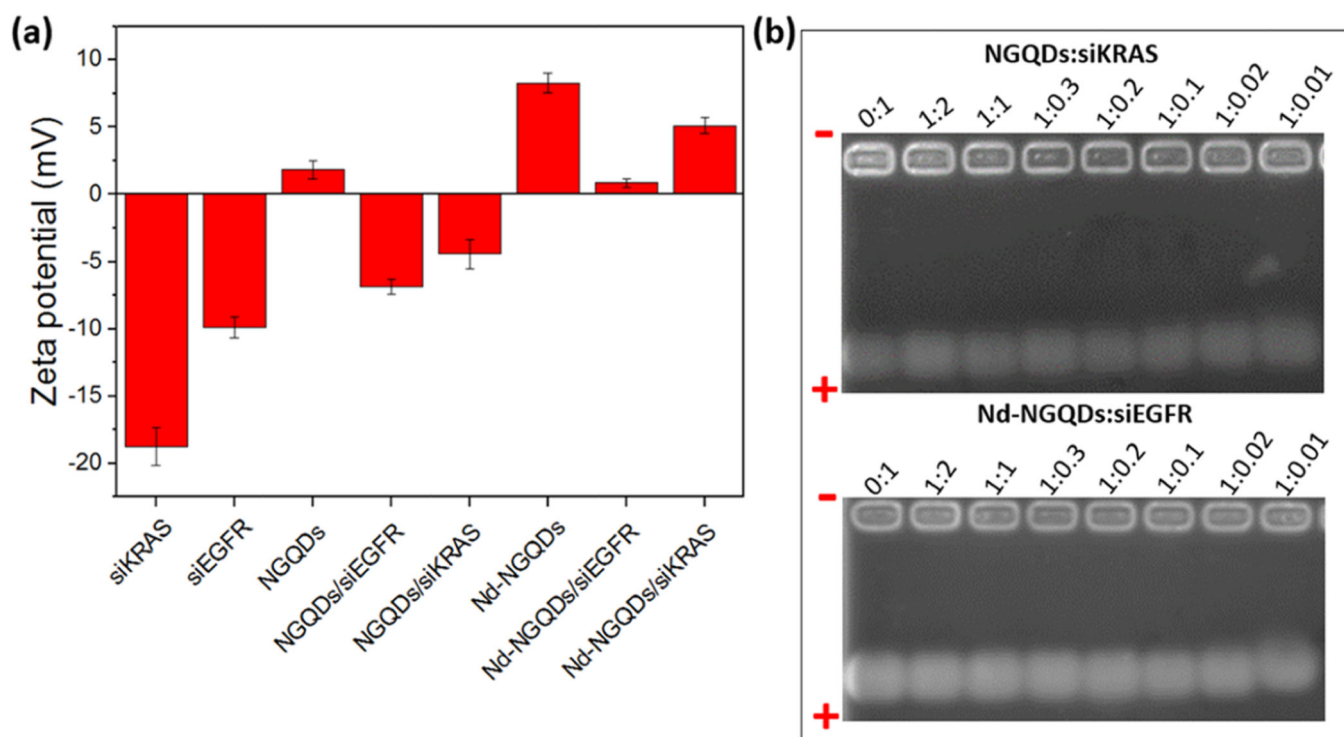 (a)
Zeta potential (mV)
10
5
0
-5
-10
-15
-20
siKRAS
siEGFR
NGQDs
NGQDs/siEGFR
NGQDs/siKRAS
Nd-NGQDs
Nd-NGQDs/siEGFR
Nd-NGQDs/siKRAS
(b)
NGQDs:siKRAS
0:1 1:2 1:1 1:0.3 1:0.2 1:0.1 1:0.02 1:0.01
-
+
Nd-NGQDs:siEGFR
0:1 1:2 1:1 1:0.3 1:0.2 1:0.1 1:0.02 1:0.01
-
+